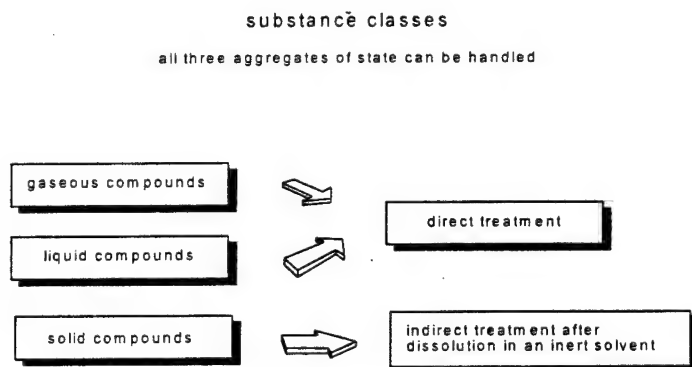 substance classes
all three aggregates of state can be handled
gaseous compounds
direct treatment
liquid compounds
solid compounds
indirect treatment after
dissolution in an inert solvent